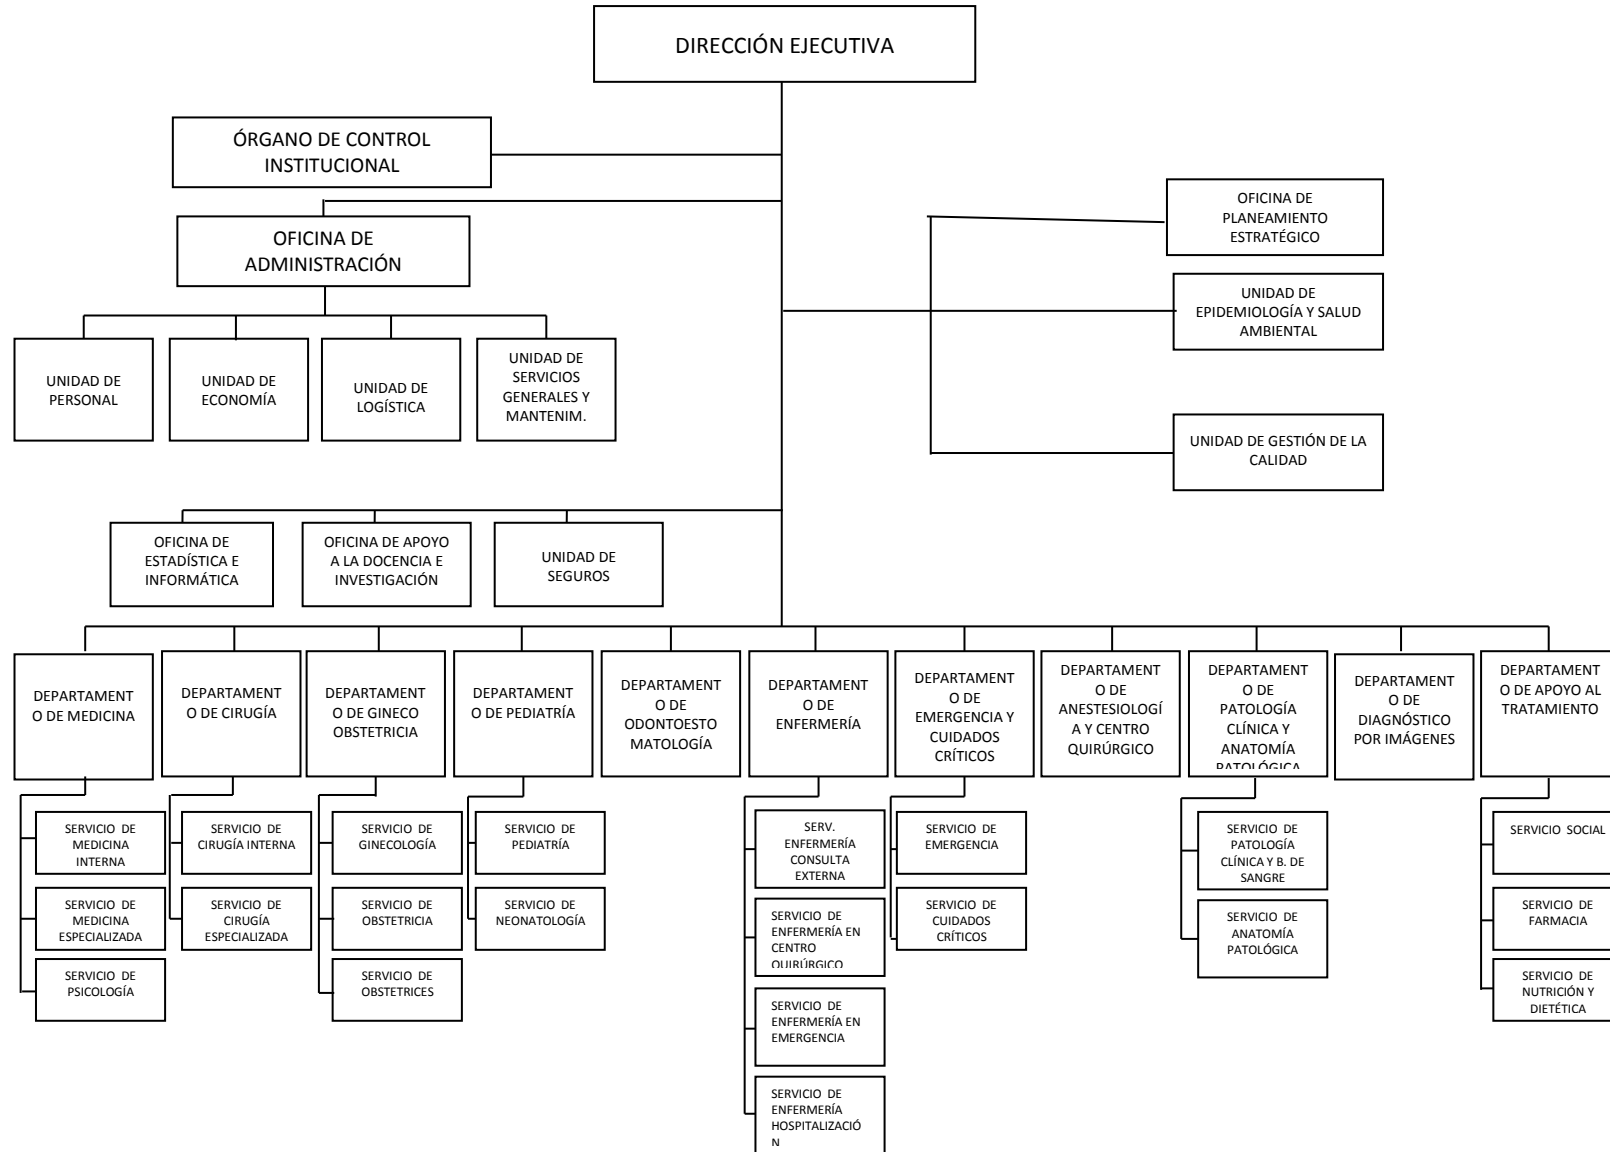 DIRECCIÓN EJECUTIVA
ÓRGANO DE CONTROL
INSTITUCIONAL
OFICINA DE
PLANEAMIENTO
ESTRATÉGICO
OFICINA DE
ADMINISTRACIÓN
UNIDAD DE
EPIDEMIOLOGÍA Y SALUD
AMBIENTAL
UNIDAD DE
PERSONAL
UNIDAD DE
ECONOMÍA
UNIDAD DE
LOGÍSTICA
UNIDAD DE
SERVICIOS
GENERALES Y
MANTENIM.
UNIDAD DE GESTIÓN DE LA
CALIDAD
OFICINA DE
ESTADÍSTICA E
INFORMÁTICA
OFICINA DE APOYO
A LA DOCENCIA E
INVESTIGACIÓN
UNIDAD DE
SEGUROS
DEPARTAMENT
O DE MEDICINA
DEPARTAMENT
O DE CIRUGÍA
DEPARTAMENT
O DE GINECO
OBSTETRICIA
DEPARTAMENT
O DE PEDIATRÍA
DEPARTAMENT
O DE
ODONTOESTO
MATOLOGÍA
DEPARTAMENT
O DE
ENFERMERÍA
DEPARTAMENT
O DE
EMERGENCIA Y
CUIDADOS
CRÍTICOS
DEPARTAMENT
O DE
ANESTESIOLOGÍ
A Y CENTRO
QUIRÚRGICO
DEPARTAMENT
O DE
PATOLOGÍA
CLÍNICA Y
ANATOMÍA
PATOLÓGICA
DEPARTAMENT
O DE
DIAGNÓSTICO
POR IMÁGENES
DEPARTAMENT
O DE APOYO AL
TRATAMIENTO
SERVICIO DE
MEDICINA
INTERNA
SERVICIO DE
MEDICINA
ESPECIALIZADA
SERVICIO DE
PSICOLOGÍA
SERVICIO DE
CIRUGÍA INTERNA
SERVICIO DE
CIRUGÍA
ESPECIALIZADA
SERVICIO DE
GINECOLOGÍA
SERVICIO DE
OBSTETRICIA
SERVICIO DE
OBSTETRICES
SERVICIO DE
PEDIATRÍA
SERVICIO DE
NEONATOLOGÍA
SERV.
ENFERMERÍA
CONSULTA
EXTERNA
SERVICIO DE
ENFERMERÍA EN
CENTRO
QUIRÚRGICO
SERVICIO DE
ENFERMERÍA EN
EMERGENCIA
SERVICIO DE
ENFERMERÍA
HOSPITALIZACIÓ
N
SERVICIO DE
EMERGENCIA
SERVICIO DE
CUIDADOS
CRÍTICOS
SERVICIO DE
PATOLOGÍA
CLÍNICA Y B. DE
SANGRE
SERVICIO DE
ANATOMÍA
PATOLÓGICA
SERVICIO SOCIAL
SERVICIO DE
FARMACIA
SERVICIO DE
NUTRICIÓN Y
DIETÉTICA